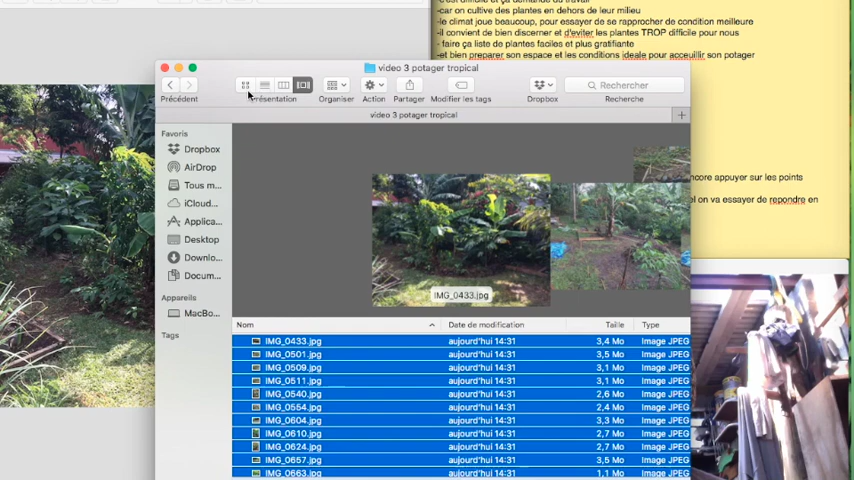 -car on cultive des plantes en dehors de leur milieu
-le climat joue beaucoup, pour essayer de se rapprocher de condition meilleure
-il convient de bien discerner et d'eviter les plantes TROP difficile pour nous
- faire ça liste de plantes faciles et plus gratifiante
-et bien preparer son espace et les conditions ideale pour acceuillir son potager
video 3 potager tropical
Rechercher
Précédent
Présentation
Organiser
Action
Partager
Modifier les tags
Dropbox
Recherche
video 3 potager tropical
Favoris
Dropbox
AirDrop
Tous m...
iCloud...
Applica...
Desktop
Downlo...
Docum...
Appareils
MacBo...
Tags
encore appuyer sur les points
on va essayer de repondre en
IMG_0433.jpg
Nom Date de modification Taille Type
IMG_0433.jpg aujourd'hui 14:31 3,4 Mo Image JPEG
IMG_0501.jpg aujourd'hui 14:31 3,5 Mo Image JPEG
IMG_0509.jpg aujourd'hui 14:31 3,1 Mo Image JPEG
IMG_0511.jpg aujourd'hui 14:31 3,1 Mo Image JPEG
IMG_0540.jpg aujourd'hui 14:31 2,6 Mo Image JPEG
IMG_0554.jpg aujourd'hui 14:31 2,4 Mo Image JPEG
IMG_0604.jpg aujourd'hui 14:31 3,3 Mo Image JPEG
IMG_0610.jpg aujourd'hui 14:31 2,7 Mo Image JPEG
IMG_0624.jpg aujourd'hui 14:31 2,7 Mo Image JPEG
IMG_0657.jpg aujourd'hui 14:31 3,5 Mo Image JPEG
IMG_0663.jpg aujourd'hui 14:31 1,1 Mo Image JPEG